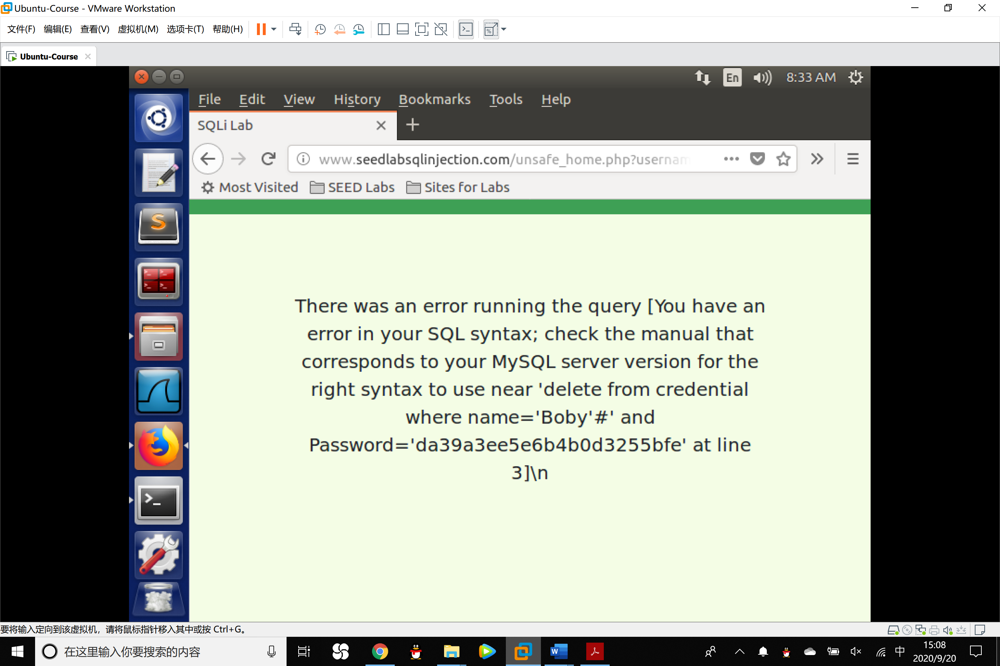 Ubuntu-Course - VMware Workstation
文件(F) 编辑(E) 查看(V) 虚拟机(M) 选项卡(T) 帮助(H)
Ubuntu-Course
En 8:33 AM
File Edit View History Bookmarks Tools Help
SQLi Lab
www.seedlabsqlinjection.com/unsafe_home.php?usernam
Most Visited SEED Labs Sites for Labs
There was an error running the query [You have an
error in your SQL syntax; check the manual that
corresponds to your MySQL server version for the
right syntax to use near 'delete from credential
where name='Boby'#' and
Password='da39a3ee5e6b4b0d3255bfe' at line
3]\n
要将输入定向到该虚拟机，请将鼠标指针移入其中或按 Ctrl+G。
在这里输入你要搜索的内容
中
15:08
2020/9/20